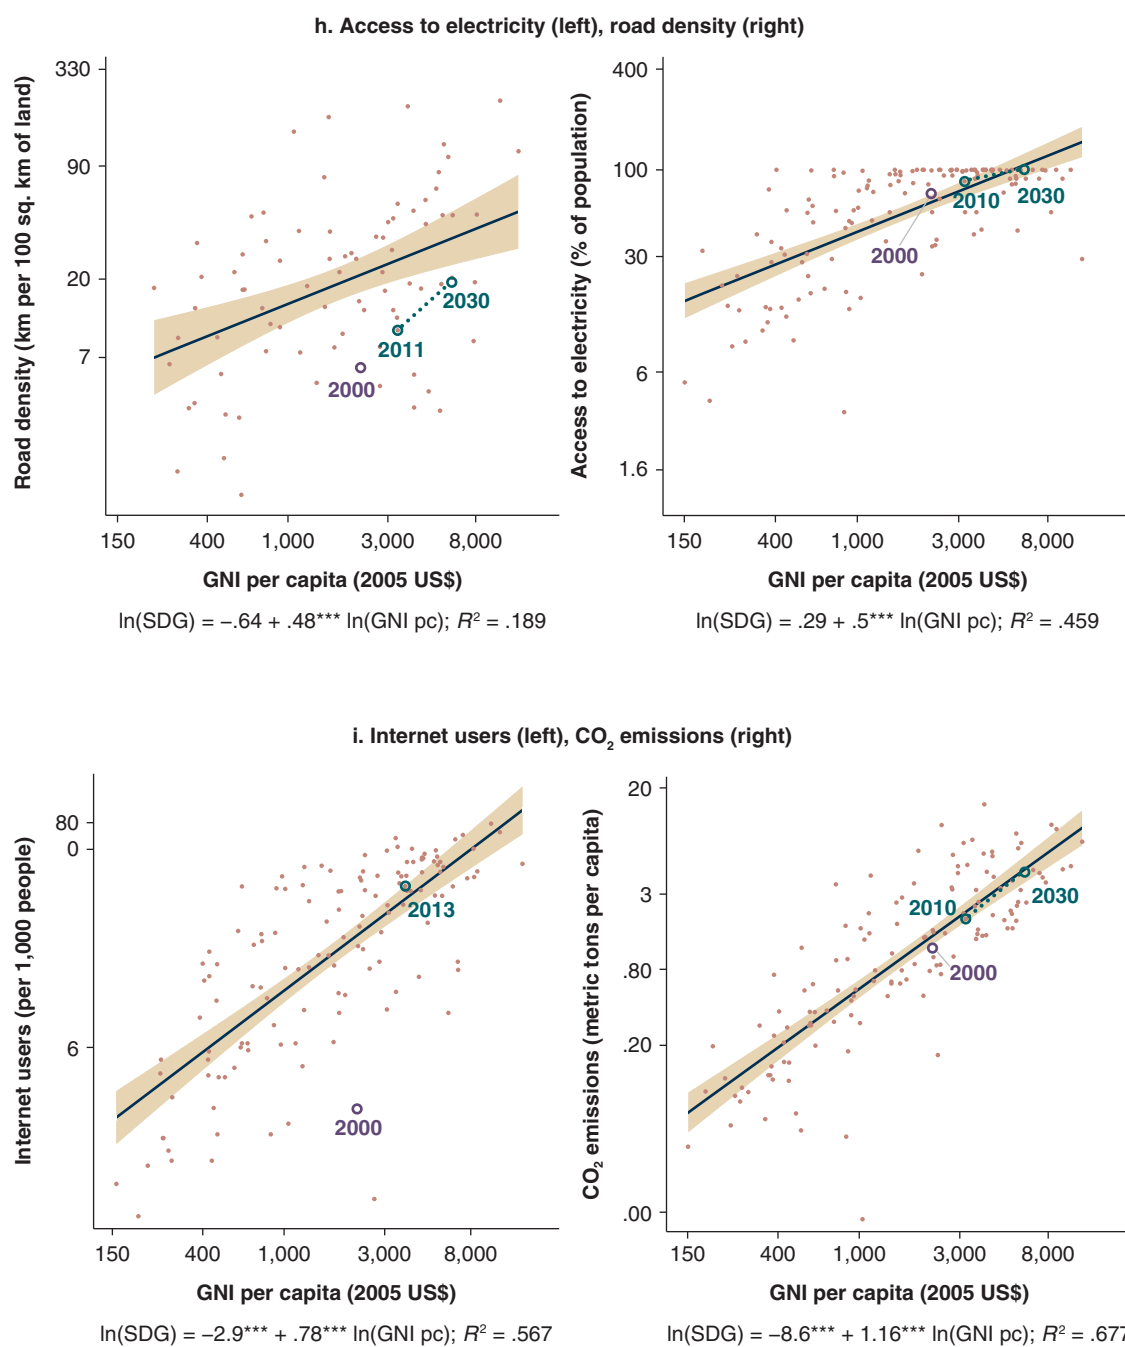 h. Access to electricity (left), road density (right)
Road density (km per 100 sq. km of land)
330
90
20
7
2030
2011
2000
150 400 1,000 3,000 8,000
GNI per capita (2005 US$)
ln(SDG) = –.64 + .48*** ln(GNI pc); R² = .189
Access to electricity (% of population)
400
100
30
6
1.6
2010
2030
2000
150 400 1,000 3,000 8,000
GNI per capita (2005 US$)
ln(SDG) = .29 + .5*** ln(GNI pc); R² = .459
i. Internet users (left), CO₂ emissions (right)
Internet users (per 1,000 people)
80
0
6
2013
2000
150 400 1,000 3,000 8,000
GNI per capita (2005 US$)
ln(SDG) = –2.9*** + .78*** ln(GNI pc); R² = .567
CO₂ emissions (metric tons per capita)
20
3
.80
.20
.00
2010
2030
2000
150 400 1,000 3,000 8,000
GNI per capita (2005 US$)
ln(SDG) = –8.6*** + 1.16*** ln(GNI pc); R² = .677